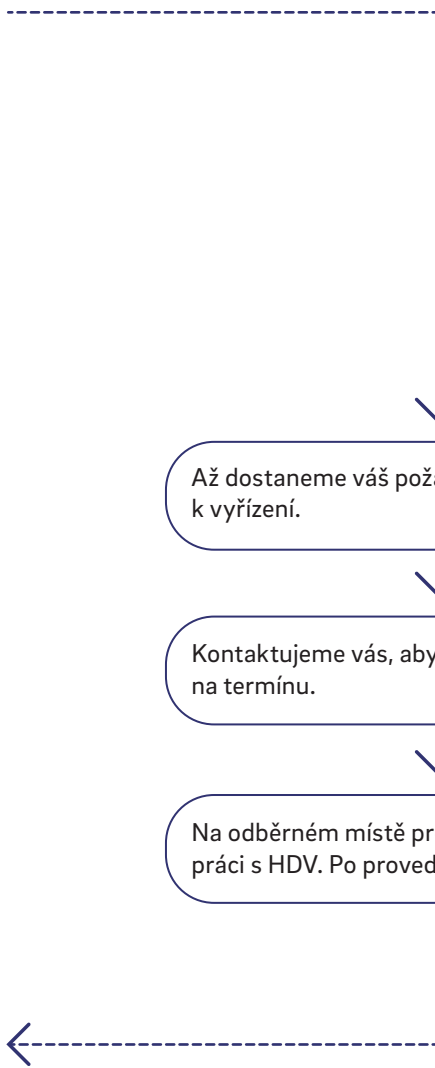 Až dostaneme váš
k vyřízení.
Kontaktujeme vás,
na termínu.
Na odběrném místě
práci s HDV. Po